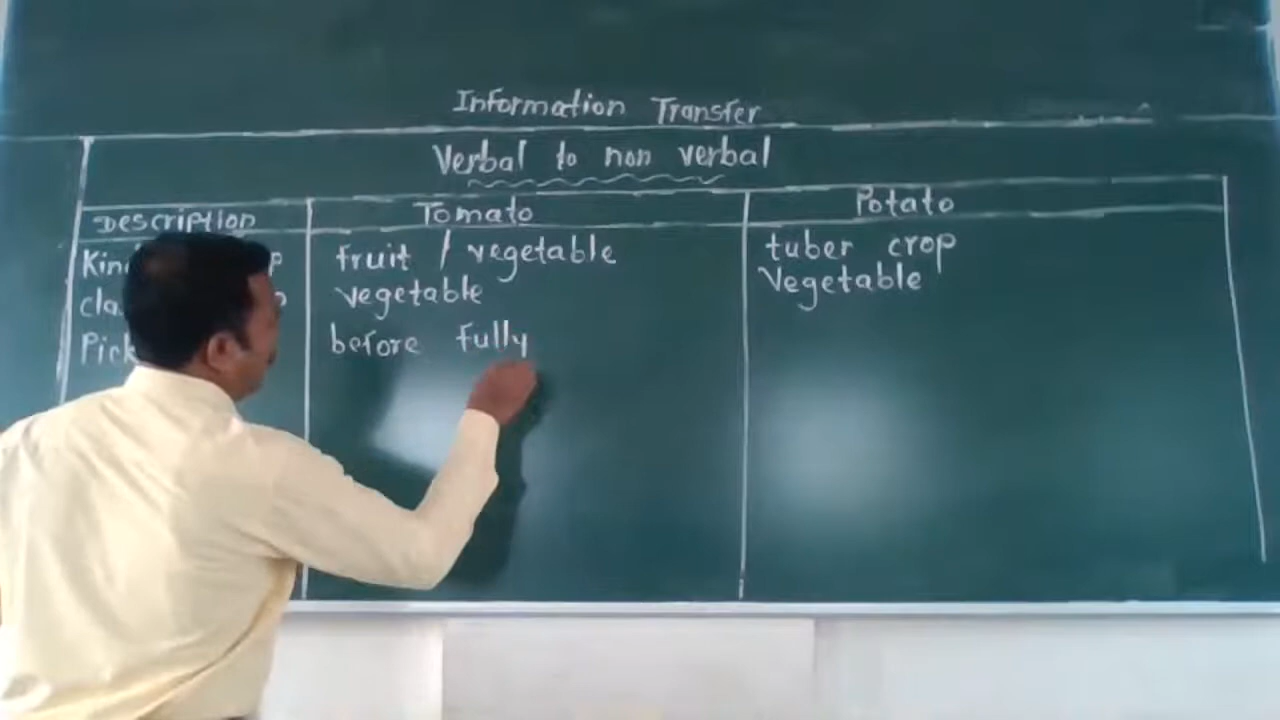 Information Transfer
Verbal to non verbal
Description Tomato Potato
fruit / vegetable tuber crop
vegetable Vegetable
before fully